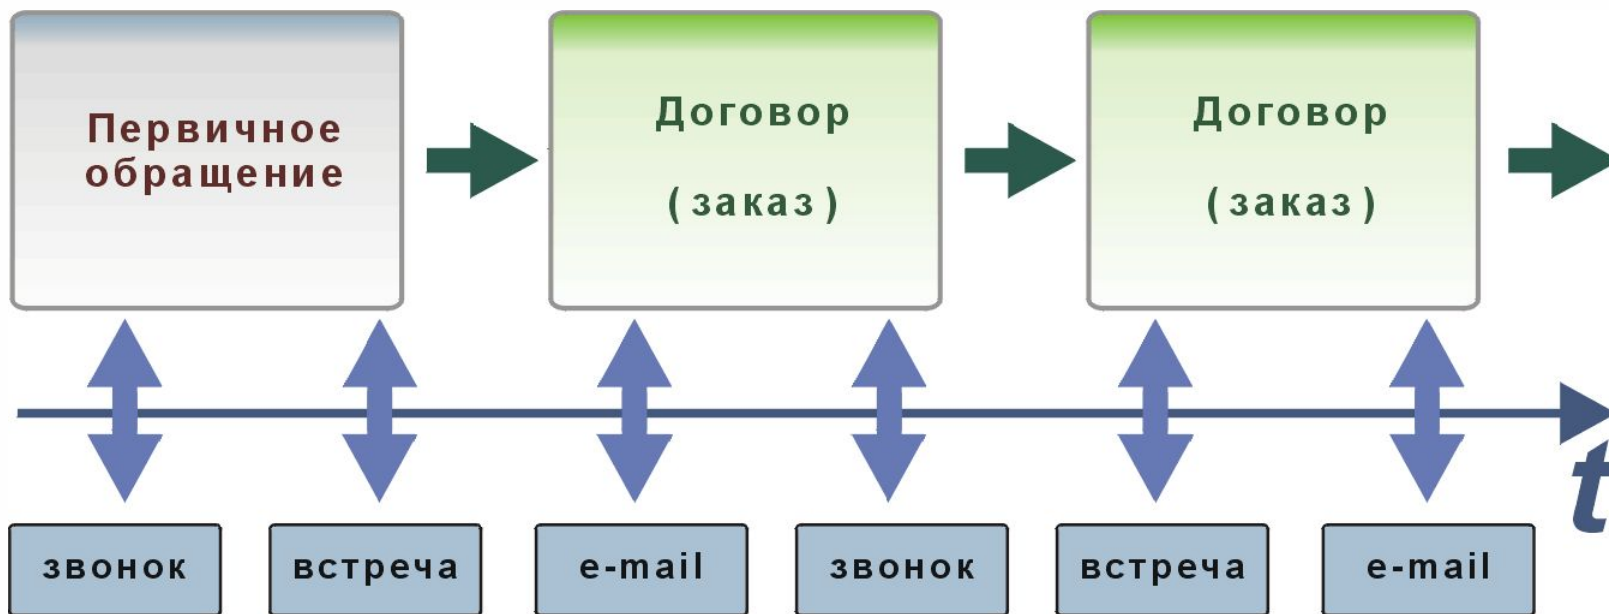 Первичное
обращение
Договор
(заказ)
Договор
(заказ)
t
звонок
встреча
e-mail
звонок
встреча
e-mail